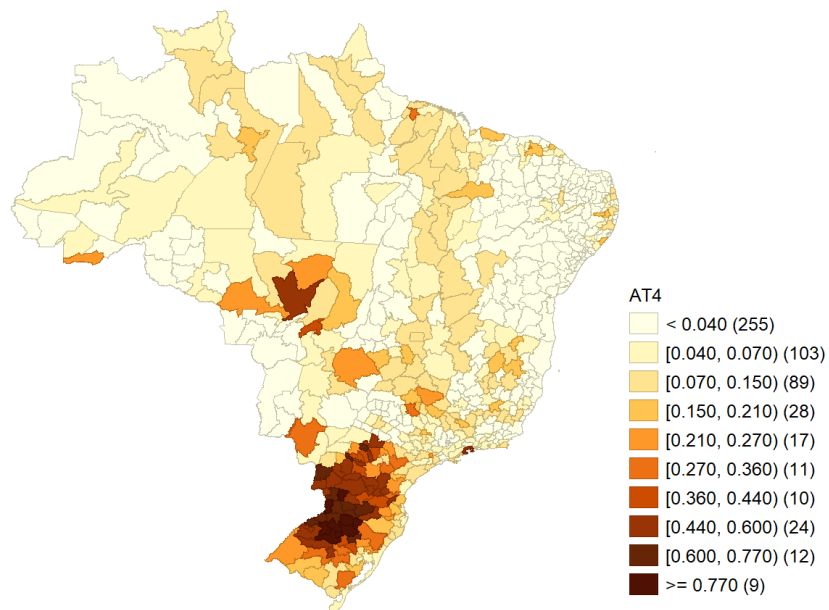 AT4
< 0.040 (255)
[0.040, 0.070) (103)
[0.070, 0.150) (89)
[0.150, 0.210) (28)
[0.210, 0.270) (17)
[0.270, 0.360) (11)
[0.360, 0.440) (10)
[0.440, 0.600) (24)
[0.600, 0.770) (12)
>= 0.770 (9)